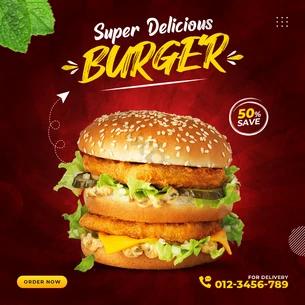 Super Delicious
BURGER
50%
SAVE
ORDER NOW
FOR DELIVERY
012-3456-789